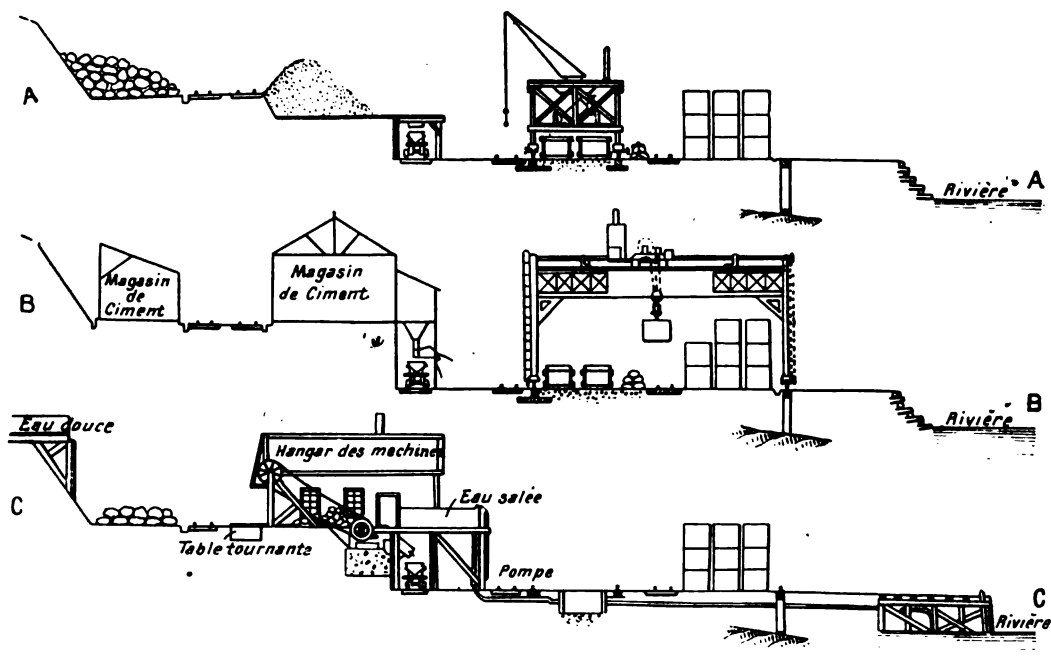 A
Rivière
A
Magasin
de
Ciment
Magasin
de Ciment
B
Rivière
B
Eau douce
Hangar des machines
C
Eau salée
Table tournante
Pompe
C
Rivière